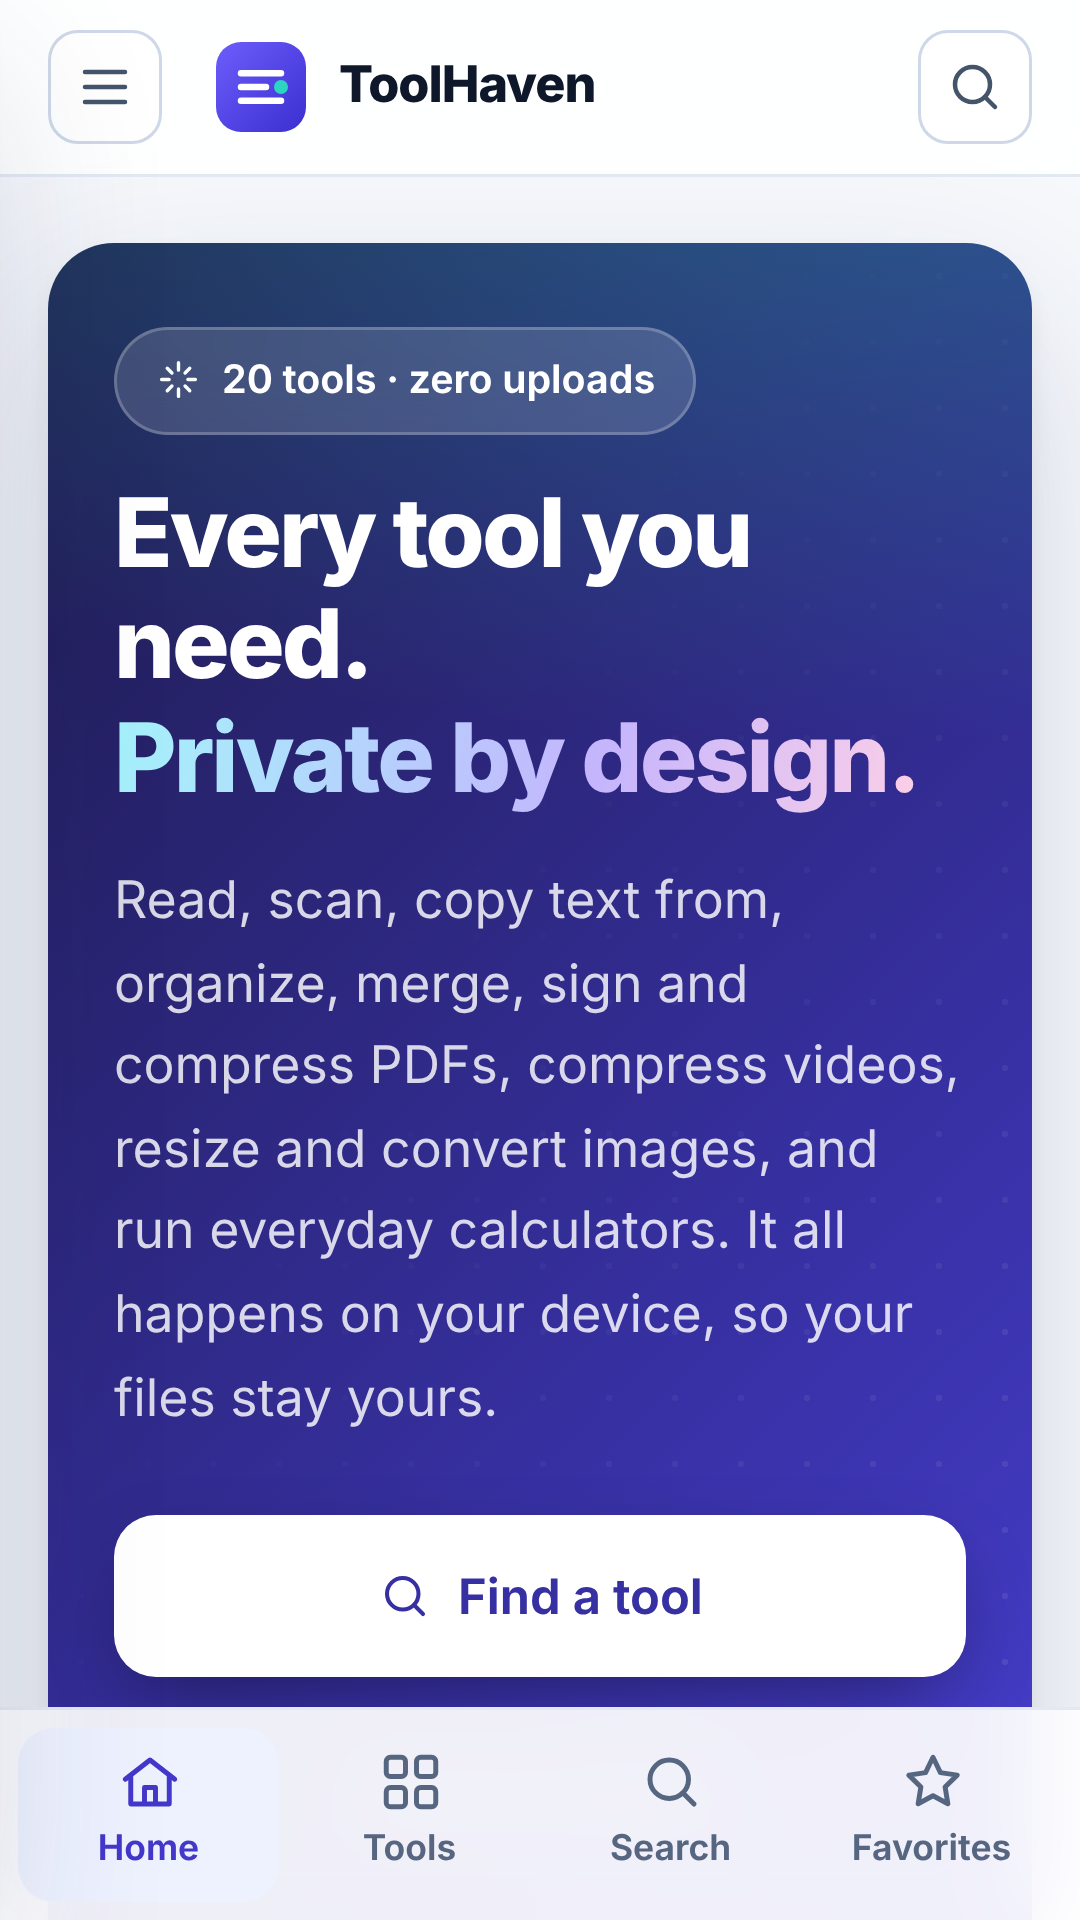 ToolHaven
20 tools · zero uploads
Every tool you
need.
Private by design.
Read, scan, copy text from,
organize, merge, sign and
compress PDFs, compress videos,
resize and convert images, and
run everyday calculators. It all
happens on your device, so your
files stay yours.
Find a tool
Home
Tools
Search
Favorites